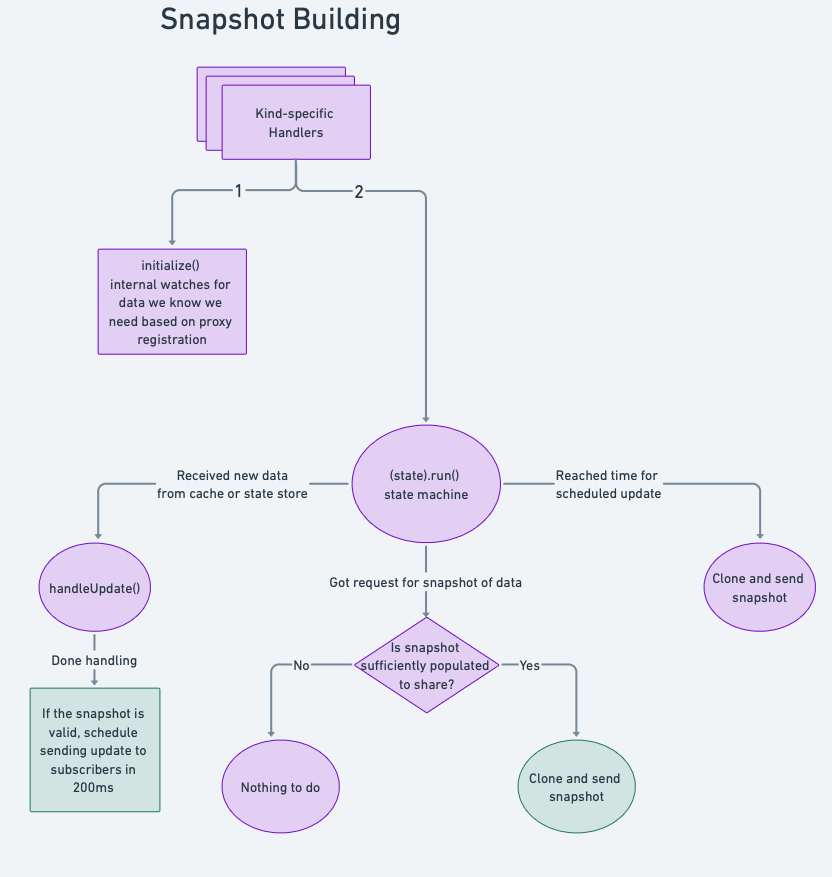 Snapshot Building
Kind-specific
Handlers
1
2
initialize()
internal watches for
data we know we
need based on proxy
registration
(state).run()
state machine
Received new data
from cache or state store
Reached time for
scheduled update
handleUpdate()
Clone and send
snapshot
Got request for snapshot of data
Done handling
Is snapshot
sufficiently populated
to share?
No
Yes
If the snapshot is
valid, schedule
sending update to
subscribers in
200ms
Nothing to do
Clone and send
snapshot